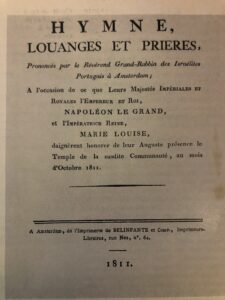 HYMNE,
LOUANGES ET PRIERES,
Prononcés par le Révérend Grand-Rabbin des Israélites
Portugais à Amsterdam;
A l'occasion de ce que Leurs Majestés IMPÉRIALES ET
ROYALES L'EMPEREUR ET ROI,
NAPOLÉON LE GRAND,
ET L'IMPÉRATRICE REINE,
MARIE LOUISE,
daignèrent honorer de leur Auguste présence le
Temple de la susdite Communauté, au mois
d'Octobre 1811.
A Amsterdam, de l'Imprimerie de BELINFANTE et Comp., Imprimeurs-
Libraires, rue Nes, n°. 64.
1811.